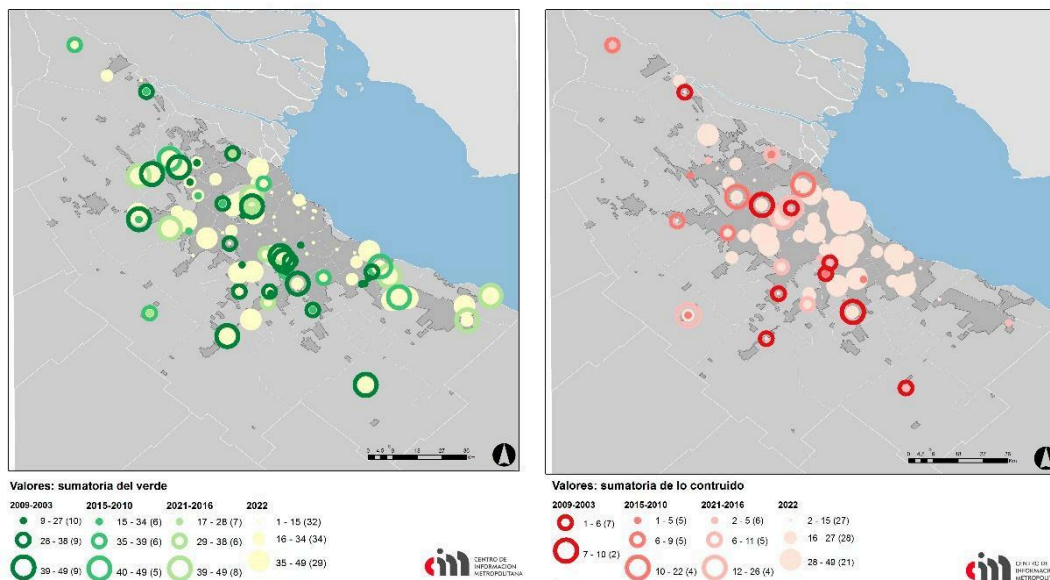 Valores: sumatoria del verde
2009-2003 2015-2010 2021-2016 2022
9 - 27 (10) 15 - 34 (6) 17 - 28 (7) 1 - 15 (32)
28 - 38 (9) 35 - 39 (6) 29 - 38 (6) 16 - 34 (34)
39 - 49 (9) 40 - 49 (5) 39 - 49 (8) 35 - 49 (29)
cim CENTRO DE
INFORMACION
METROPOLITANA
Valores: sumatoria de lo contruido
2009-2003 2015-2010 2021-2016 2022
1 - 6 (7) 1 - 5 (5) 2 - 5 (6) 2 - 15 (27)
7 - 10 (2) 6 - 9 (5) 6 - 11 (5) 16 27 (28)
10 - 22 (4) 12 - 26 (4) 28 - 49 (21)
cim CENTRO DE
INFORMAC
METROPOL